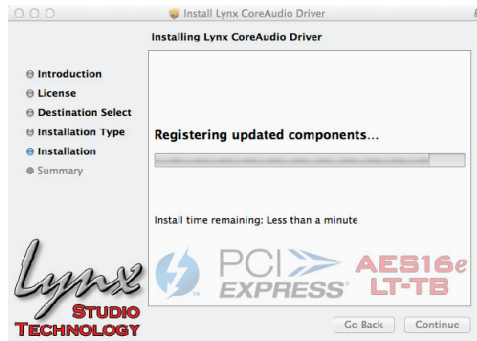 Install Lynx CoreAudio Driver
Installing Lynx CoreAudio Driver
Introduction
License
Destination Select
Installation Type
Installation
Summary
Registering updated components...
Install time remaining: Less than a minute
Lynx
STUDIO
TECHNOLOGY
PCI
EXPRESS
AES16e
LT-TB
Go Back
Continue